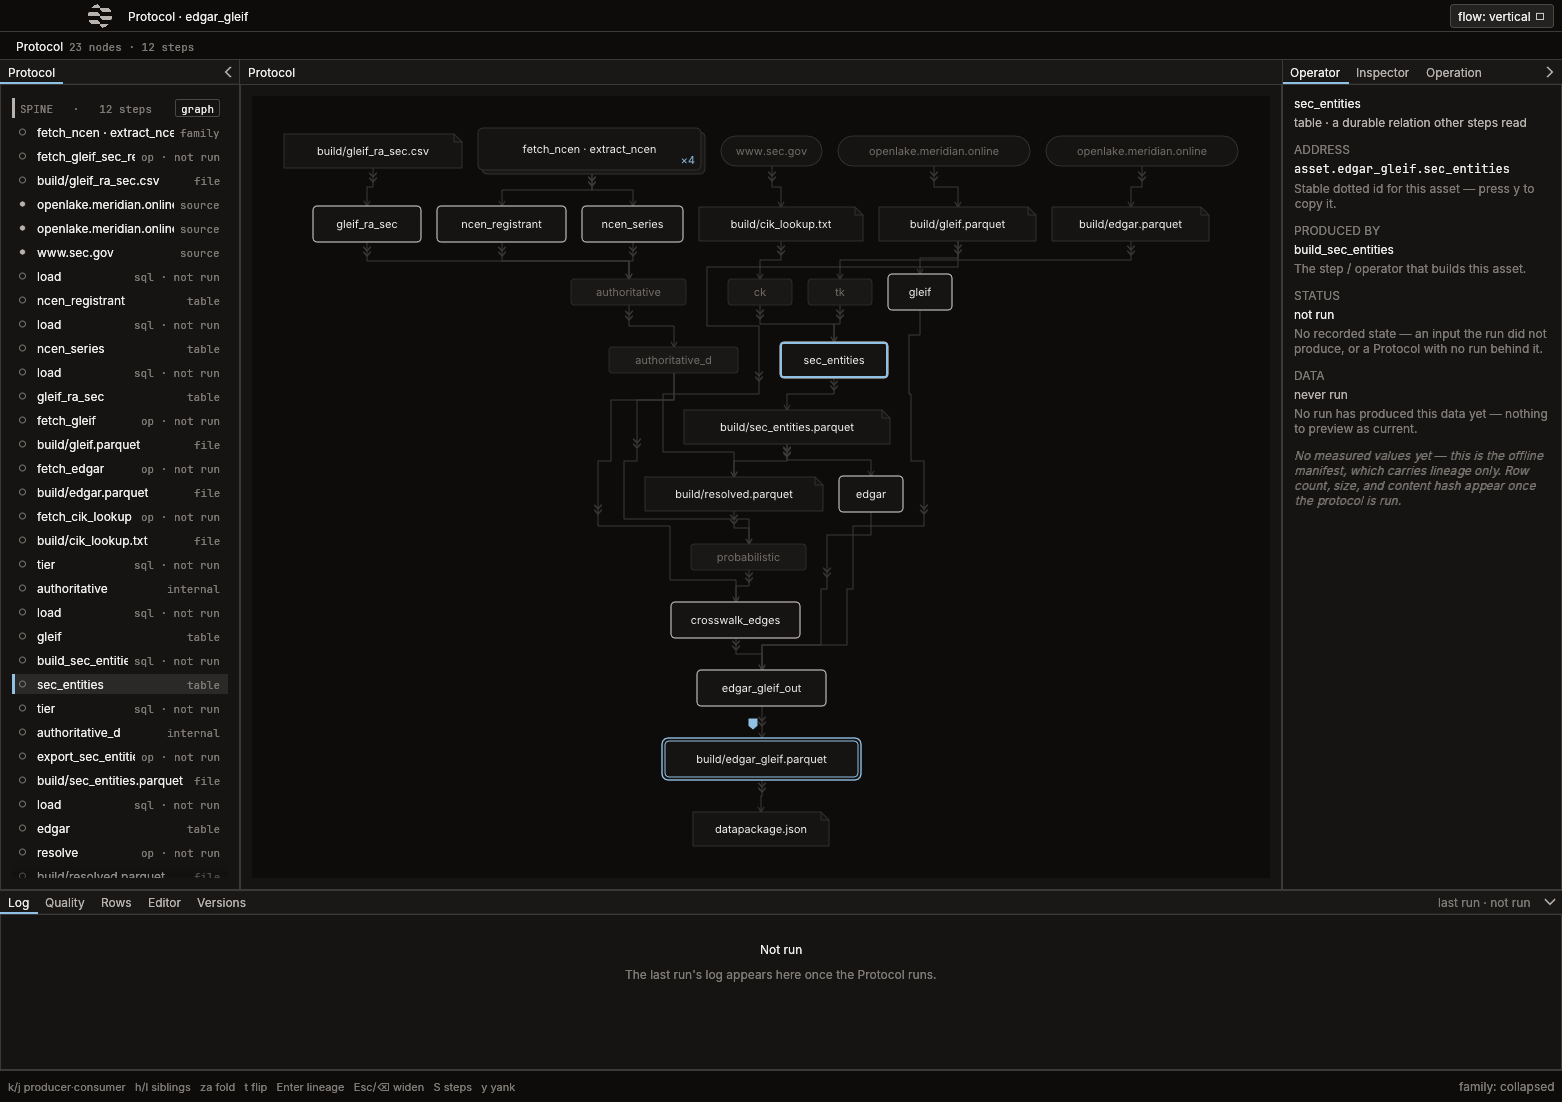 Protocol · edgar_gleif
flow: vertical
Protocol 23 nodes · 12 steps
Protocol
SPINE · 12 steps graph
fetch_ncen · extract_nce family
fetch_gleif_sec_re op · not run
build/gleif_ra_sec.csv file
openlake.meridian.online source
openlake.meridian.online source
www.sec.gov source
load sql · not run
ncen_registrant table
load sql · not run
ncen_series table
load sql · not run
gleif_ra_sec table
fetch_gleif op · not run
build/gleif.parquet file
fetch_edgar op · not run
build/edgar.parquet file
fetch_cik_lookup op · not run
build/cik_lookup.txt file
tier sql · not run
authoritative internal
load sql · not run
gleif table
build_sec_entitie sql · not run
sec_entities table
tier sql · not run
authoritative_d internal
export_sec_entitie op · not run
build/sec_entities.parquet file
load sql · not run
edgar table
resolve op · not run
build/resolved.parquet file
Protocol
build/gleif_ra_sec.csv
fetch_ncen · extract_ncen
×4
www.sec.gov
openlake.meridian.online
openlake.meridian.online
gleif_ra_sec
ncen_registrant
ncen_series
build/cik_lookup.txt
build/gleif.parquet
build/edgar.parquet
authoritative
ck
tk
gleif
authoritative_d
sec_entities
build/sec_entities.parquet
build/resolved.parquet
edgar
probabilistic
crosswalk_edges
edgar_gleif_out
build/edgar_gleif.parquet
datapackage.json
Operator Inspector Operation
sec_entities
table · a durable relation other steps read
ADDRESS
asset.edgar_gleif.sec_entities
Stable dotted id for this asset — press y to
copy it.
PRODUCED BY
build_sec_entities
The step / operator that builds this asset.
STATUS
not run
No recorded state — an input the run did not
produce, or a Protocol with no run behind it.
DATA
never run
No run has produced this data yet — nothing
to preview as current.
No measured values yet — this is the offline
manifest, which carries lineage only. Row
count, size, and content hash appear once
the protocol is run.
Log Quality Rows Editor Versions
last run · not run
Not run
The last run's log appears here once the Protocol runs.
k/j producer·consumer h/l siblings za fold t flip Enter lineage Esc/⌫ widen S steps y yank
family: collapsed